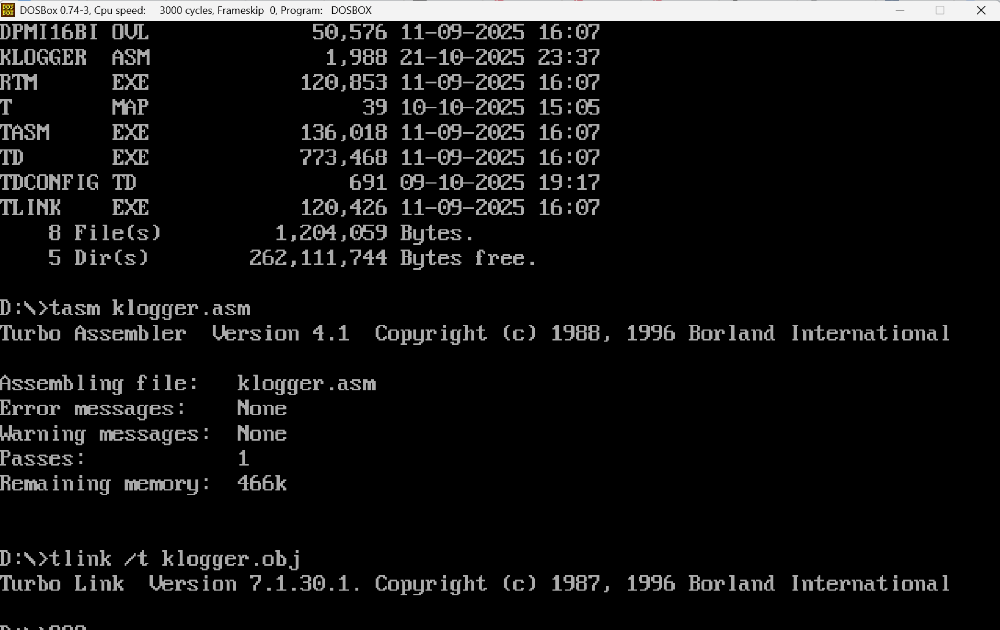 DOSBox 0.74-3, Cpu speed: 3000 cycles, Frameskip 0, Program: DOSBOX
DPMI16BI OVL 50,576 11-09-2025 16:07
KLOGGER ASM 1,988 21-10-2025 23:37
RTM EXE 120,853 11-09-2025 16:07
T MAP 39 10-10-2025 15:05
TASM EXE 136,018 11-09-2025 16:07
TD EXE 773,468 11-09-2025 16:07
TDCONFIG TD 691 09-10-2025 19:17
TLINK EXE 120,426 11-09-2025 16:07
8 File(s) 1,204,059 Bytes.
5 Dir(s) 262,111,744 Bytes free.
D:\>tasm klogger.asm
Turbo Assembler Version 4.1 Copyright (c) 1988, 1996 Borland International
Assembling file: klogger.asm
Error messages: None
Warning messages: None
Passes: 1
Remaining memory: 466k
D:\>tlink /t klogger.obj
Turbo Link Version 7.1.30.1. Copyright (c) 1987, 1996 Borland International